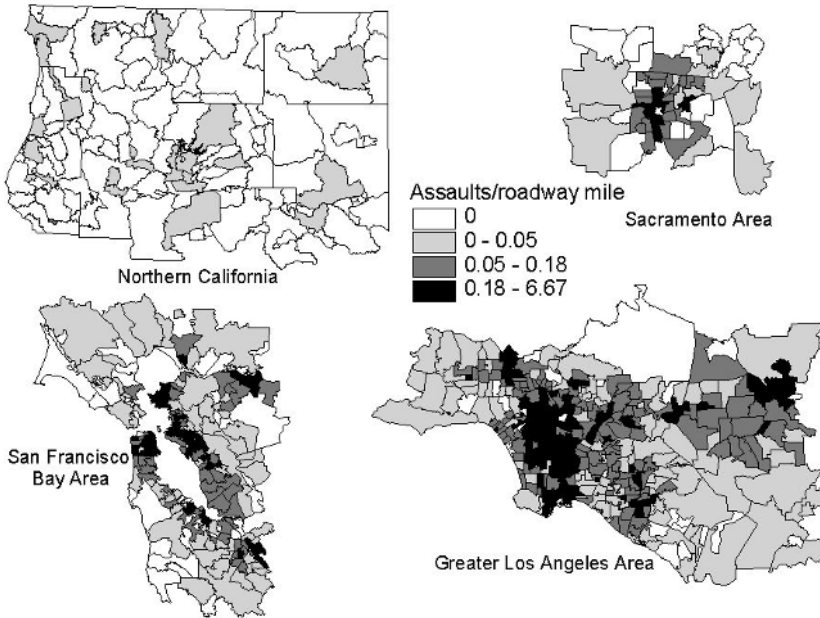 Northern California
Sacramento Area
Assaults/roadway mile
0
0 - 0.05
0.05 - 0.18
0.18 - 6.67
San Francisco
Bay Area
Greater Los Angeles Area